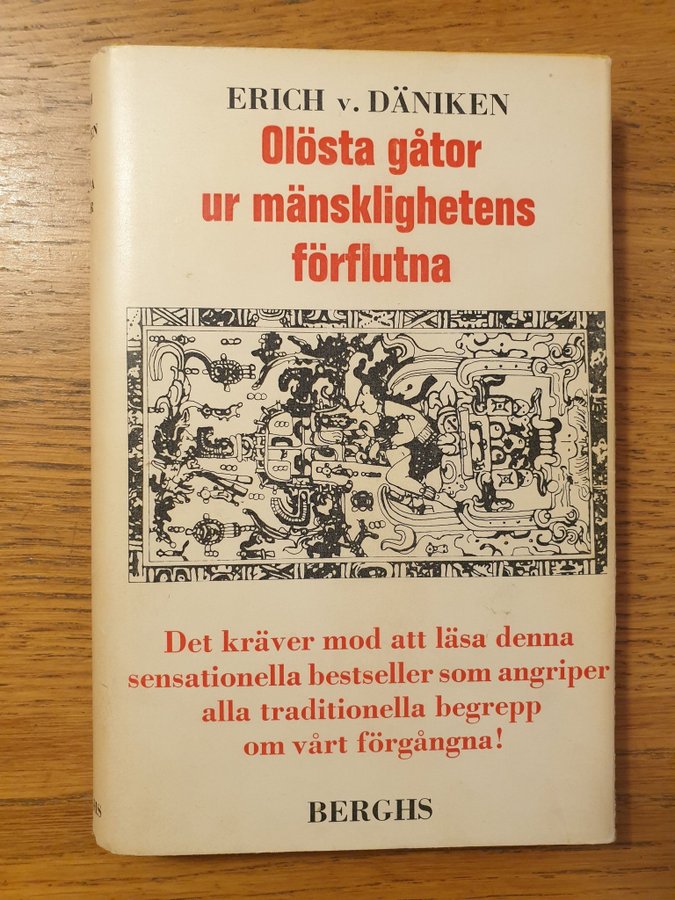 ERICH v. DÄNIKEN
Olösta gåtor
ur mänsklighetens
förflutna
Det kräver mod att läsa denna
sensationella bestseller som angriper
alla traditionella begrepp
om vårt förgångna!
BERGHS